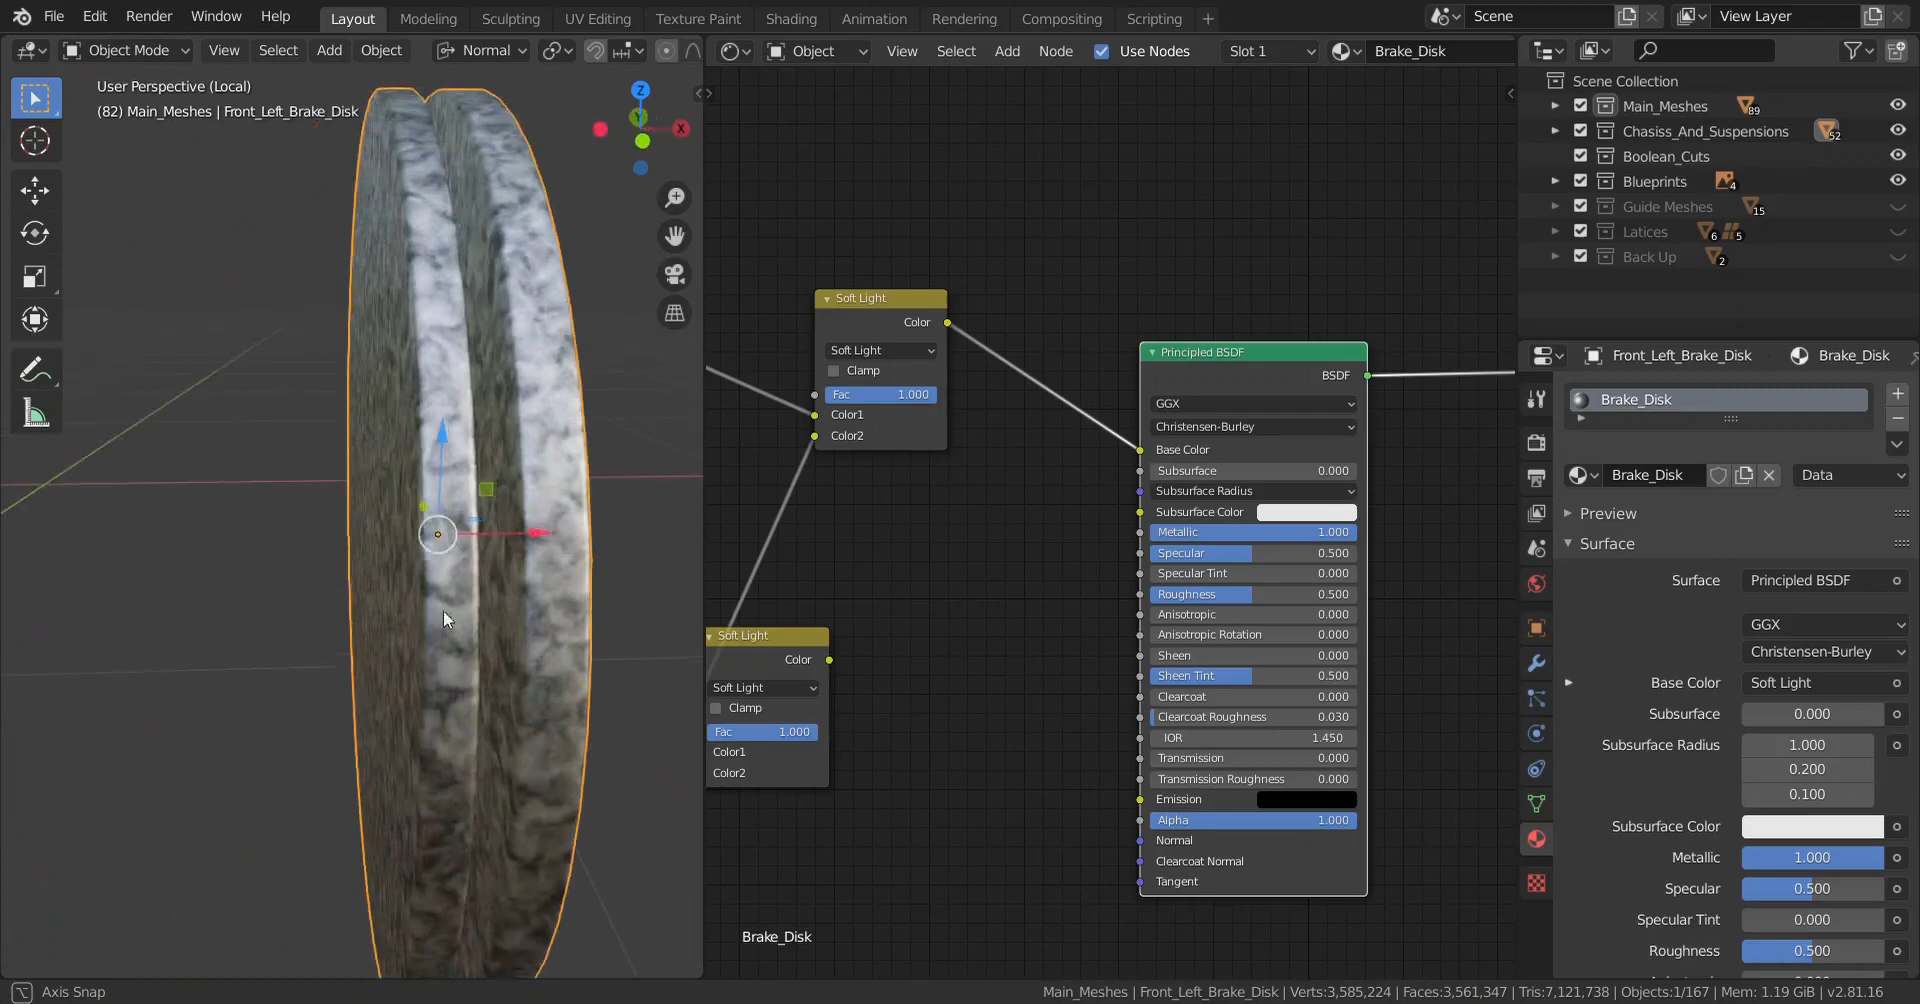 File Edit Render Window Help Layout Modeling Sculpting UV Editing Texture Paint Shading Animation Rendering Compositing Scripting + Scene View Layer
Object Mode View Select Add Object Normal Object View Select Add Node Use Nodes Slot 1 Brake_Disk
User Perspective (Local)
(82) Main_Meshes | Front_Left_Brake_Disk
Z
Y
X
Soft Light
Color
Soft Light
Clamp
Fac 1.000
Color1
Color2
Soft Light
Color
Soft Light
Clamp
Fac 1.000
Color1
Color2
Principled BSDF
BSDF
GGX
Christensen-Burley
Base Color
Subsurface 0.000
Subsurface Radius
Subsurface Color
Metallic 1.000
Specular 0.500
Specular Tint 0.000
Roughness 0.500
Anisotropic 0.000
Anisotropic Rotation 0.000
Sheen 0.000
Sheen Tint 0.500
Clearcoat 0.000
Clearcoat Roughness 0.030
IOR 1.450
Transmission 0.000
Transmission Roughness 0.000
Emission
Alpha 1.000
Normal
Clearcoat Normal
Tangent
Brake_Disk
Scene Collection
Main_Meshes 89
Chasiss_And_Suspensions 52
Boolean_Cuts
Blueprints 4
Guide Meshes 15
Latices 6 5
Back Up 2
Front_Left_Brake_Disk Brake_Disk
Brake_Disk
Brake_Disk Data
Preview
Surface
Surface Principled BSDF
GGX
Christensen-Burley
Base Color Soft Light
Subsurface 0.000
Subsurface Radius 1.000
0.200
0.100
Subsurface Color
Metallic 1.000
Specular 0.500
Specular Tint 0.000
Roughness 0.500
Axis Snap
Main_Meshes | Front_Left_Brake_Disk | Verts:3,585,224 | Faces:3,561,347 | Tris:7,121,738 | Objects:1/167 | Mem: 1.19 GiB | v2.81.16